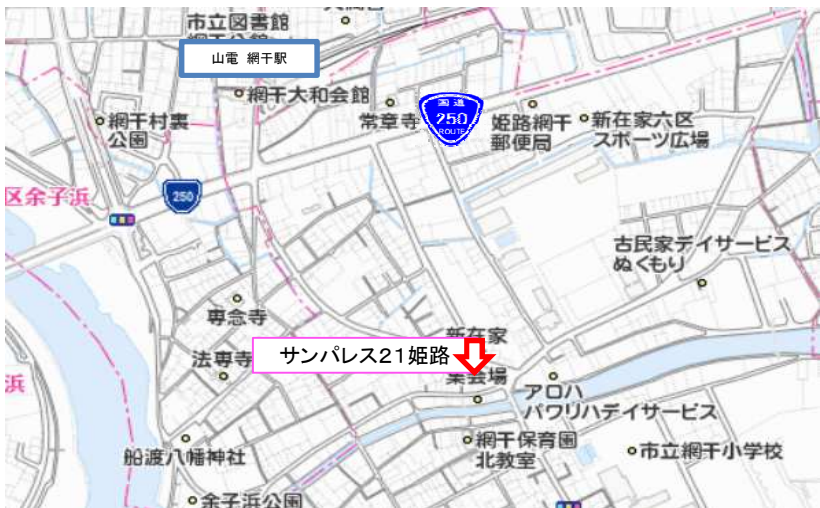 市立図書館
山電 網干駅
網干大和会館
常章寺
国道
250
ROUTE
姫路網干
郵便局
新在家六区
スポーツ広場
網干村裏
公園
区余子浜
250
古民家デイサービス
ぬくもり
専念寺
新在家
法専寺
サンパレス21姫路
集会場
浜
アロハ
パワリハデイサービス
網干保育園
北教室
市立網干小学校
船渡八幡神社
余子浜公園